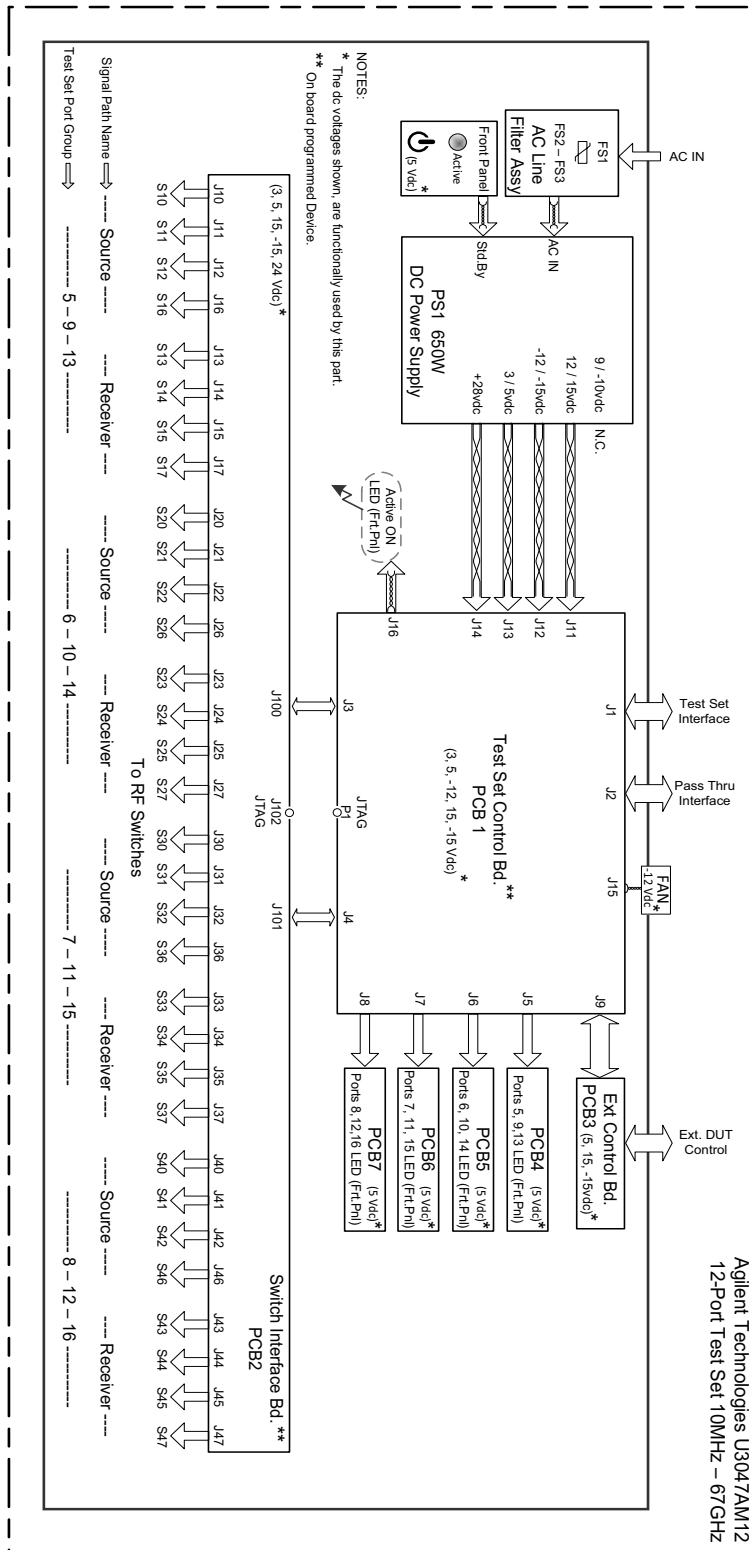 Agilent Technologies U3047AM12
12-Port Test Set 10MHz – 67GHz
AC IN
Test Set
Interface
Pass Thru
Interface
FAN *
-12 Vdc
Ext. DUT
Control
FS1
FS2 – FS3
AC Line
Filter Assy
Front Panel
Active
(5 Vdc) *
AC IN
Std.By
PS1 650W
DC Power Supply
9 / -10vdc N.C.
12 / 15vdc
-12 / -15vdc
3 / 5vdc
+28vdc
J11
J12
J13
J14
J16
J1
J2
J15
J9
Test Set Control Bd. **
PCB 1
(3, 5, -12, 15, -15 Vdc) *
J5
J6
J7
J8
J3
JTAG
P1
J4
Ext Control Bd.
PCB3 (5, 15, -15vdc) *
PCB4 (5 Vdc) *
Ports 5, 9,13 LED (Frt.Pnl)
PCB5 (5 Vdc) *
Ports 6, 10, 14 LED (Frt.Pnl)
PCB6 (5 Vdc) *
Ports 7, 11, 15 LED (Frt.Pnl)
PCB7 (5 Vdc) *
Ports 8,12,16 LED (Frt.Pnl)
Active ON
LED (Frt.Pnl)
NOTES:
* The dc voltages shown, are functionally used by this part.
** On board programmed Device.
J100
J102
JTAG
J101
(3, 5, 15, -15, 24 Vdc) *
Switch Interface Bd. **
PCB2
J10 J11 J12 J16 J13 J14 J15 J17 J20 J21 J22 J26 J23 J24 J25 J27 J30 J31 J32 J36 J33 J34 J35 J37 J40 J41 J42 J46 J43 J44 J45 J47
S10 S11 S12 S16 S13 S14 S15 S17 S20 S21 S22 S26 S23 S24 S25 S27 S30 S31 S32 S36 S33 S34 S35 S37 S40 S41 S42 S46 S43 S44 S45 S47
To RF Switches
Signal Path Name ----- Source ----- ---- Receiver ---- ----- Source ----- ---- Receiver ---- ----- Source ----- ---- Receiver ---- ----- Source ----- ---- Receiver ----
Test Set Port Group ----------- 5 – 9 – 13 ----------- ----------- 6 – 10 – 14 ----------- ----------- 7 – 11 – 15 ----------- ----------- 8 – 12 – 16 -----------